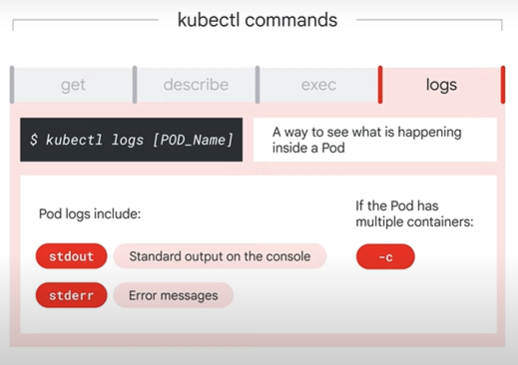 kubectl commands
get
describe
exec
logs
$ kubectl logs [POD_Name]
A way to see what is happening
inside a Pod
Pod logs include:
stdout
Standard output on the console
stderr
Error messages
If the Pod has
multiple containers:
-c